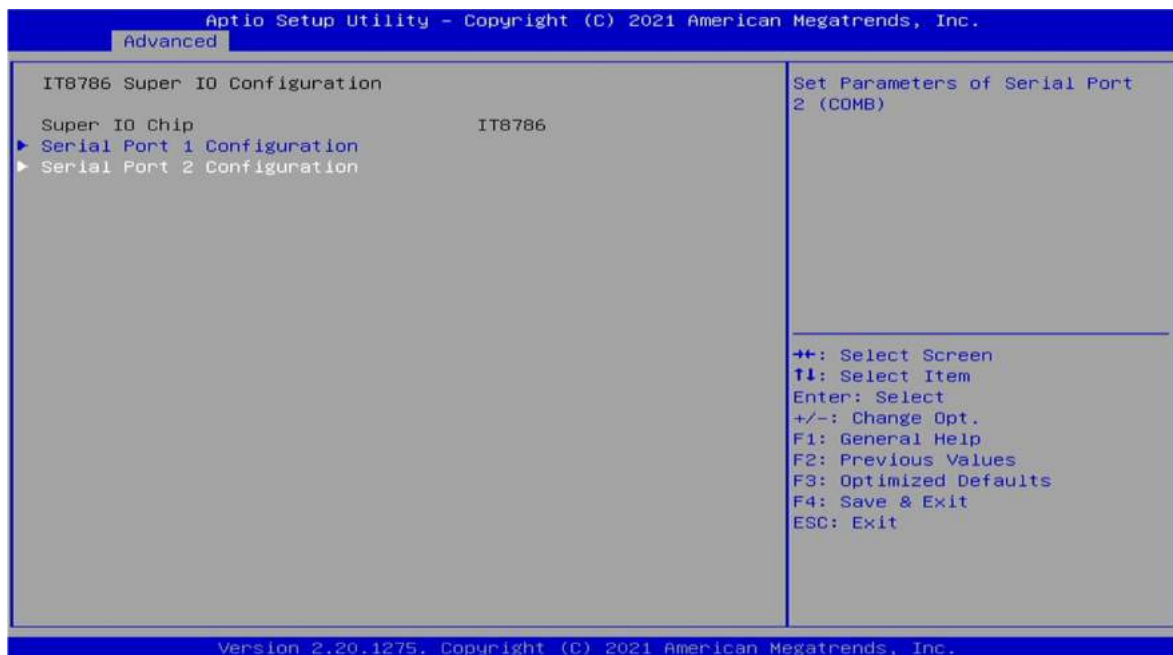 Aptio Setup Utility – Copyright (C) 2021 American Megatrends, Inc.
Advanced
IT8786 Super IO Configuration
Super IO Chip IT8786
Serial Port 1 Configuration
Serial Port 2 Configuration
Set Parameters of Serial Port
2 (COMB)
→←: Select Screen
↑↓: Select Item
Enter: Select
+/-: Change Opt.
F1: General Help
F2: Previous Values
F3: Optimized Defaults
F4: Save & Exit
ESC: Exit
Version 2.20.1275. Copyright (C) 2021 American Megatrends, Inc.